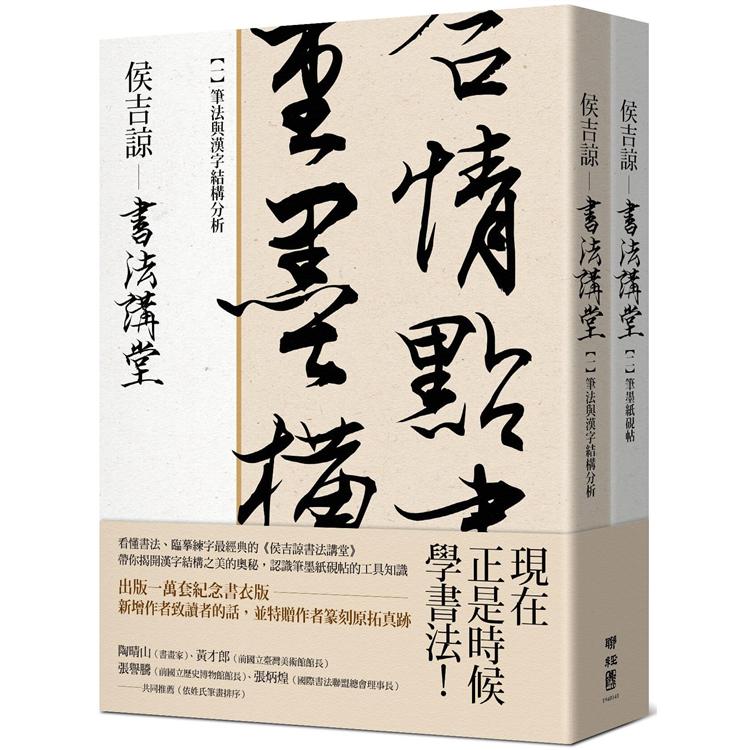 侯吉諒—書法講堂
【一】筆法與漢字結構分析
情點
墨橫
看懂書法、臨摹練字最經典的《侯吉諒書法講堂》
帶你揭開漢字結構之美的奧秘，認識筆墨紙硯帖的工具知識
出版一萬套紀念書衣版
新增作者致讀者的話，並特贈作者篆刻原拓真跡
陶晴山（書畫家）、黃才郎（前國立臺灣美術館館長）
張譽騰（前國立歷史博物館館長）、張炳煌（國際書法聯盟總會理事長）
——共同推薦（依姓氏筆畫排序）
現在
正是時候
學書法！
侯吉諒—書法講堂【一】筆法與漢字結構分析
聯經
侯吉諒—書法講堂【二】筆墨紙硯帖